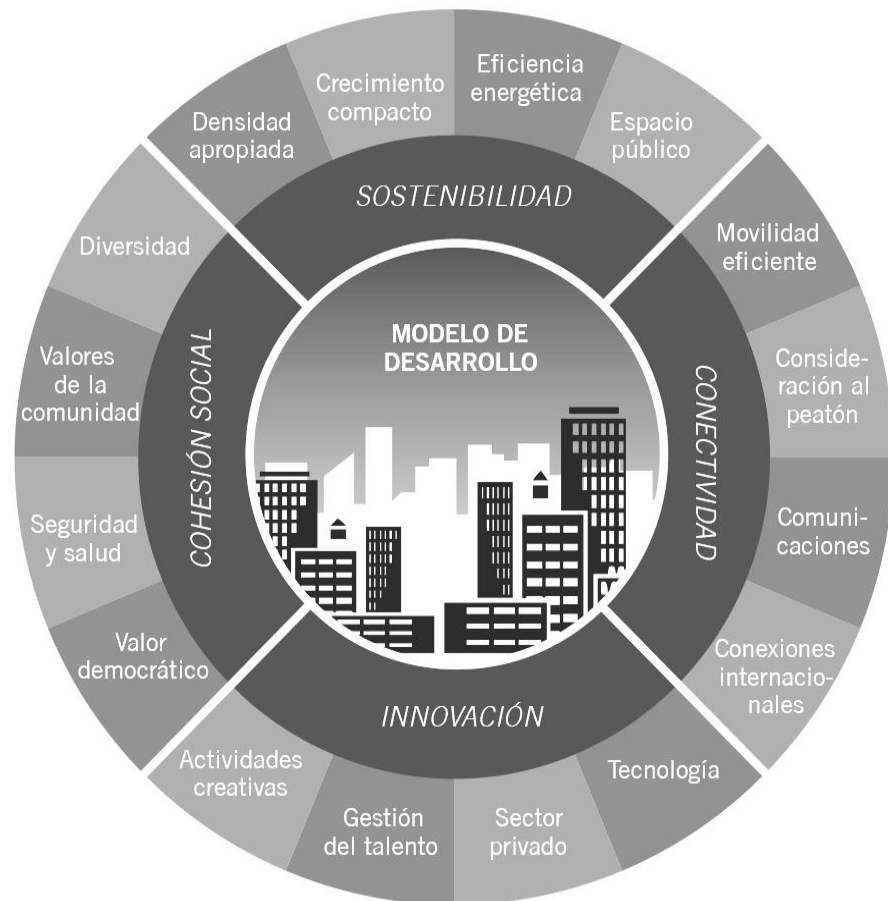 MODELO DE
DESARROLLO
SOSTENIBILIDAD
Densidad
apropiada
Crecimiento
compacto
Eficiencia
energética
Espacio
público
CONECTIVIDAD
Movilidad
eficiente
Conside-
ración al
peatón
Comuni-
caciones
Conexiones
internacio-
nales
INNOVACIÓN
Tecnología
Sector
privado
Gestión
del talento
Actividades
creativas
COHESIÓN SOCIAL
Valor
democrático
Seguridad
y salud
Valores
de la
comunidad
Diversidad